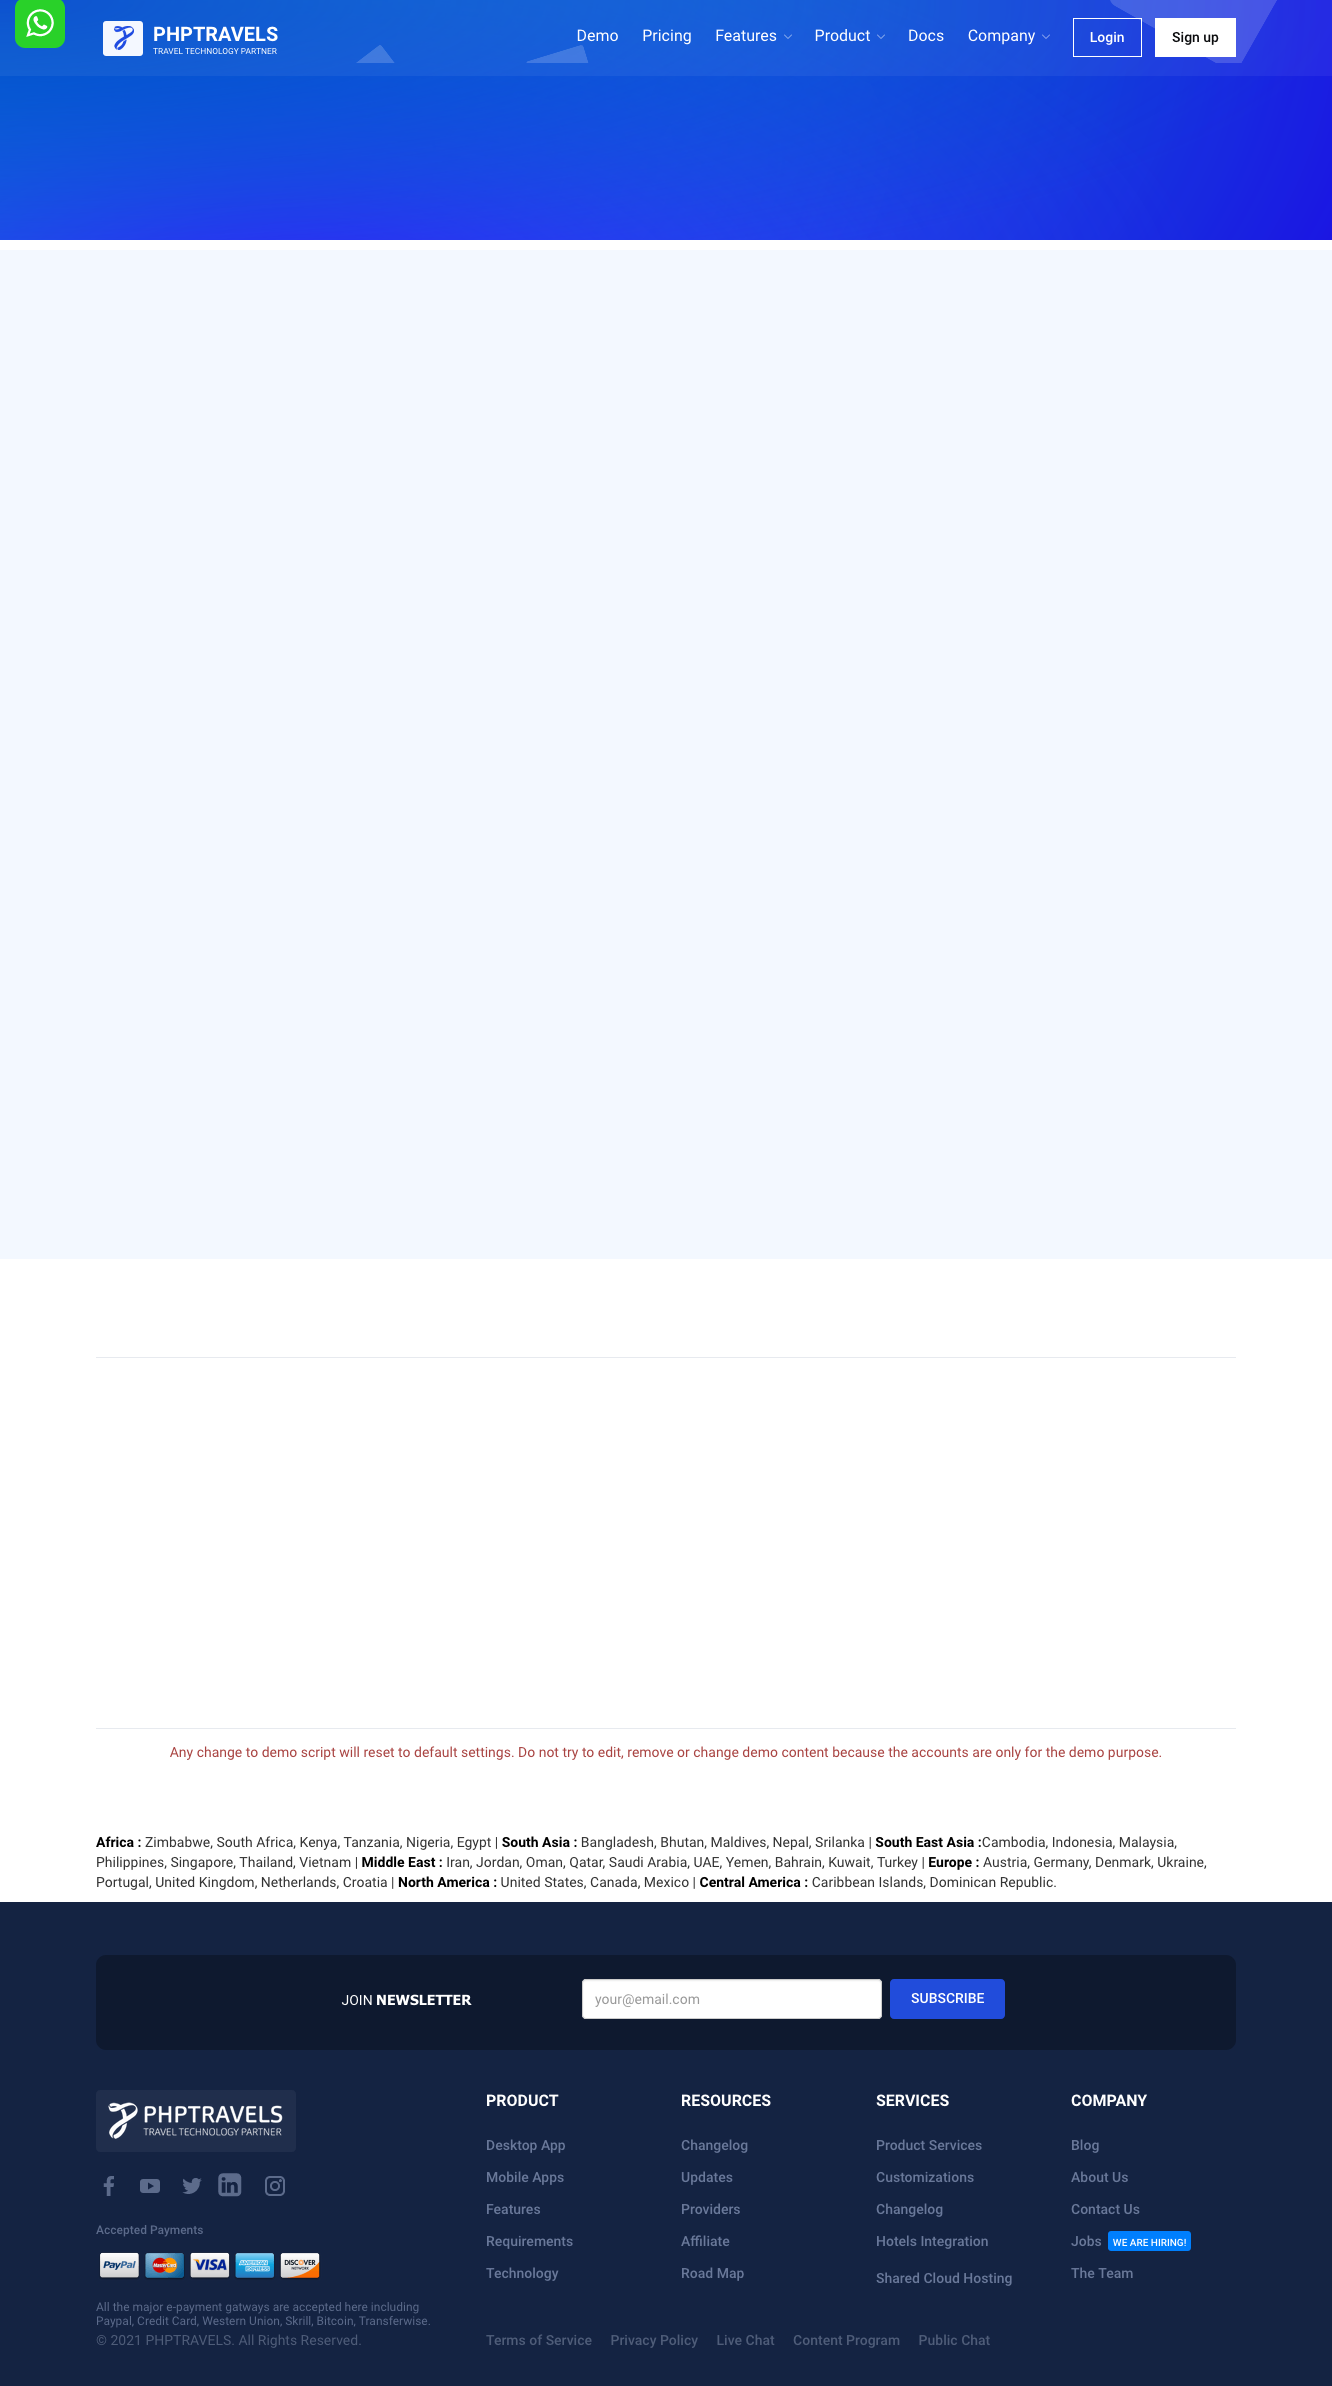 PHPTRAVELS
TRAVEL TECHNOLOGY PARTNER
Demo Pricing Features Product Docs Company Login Sign up
Any change to demo script will reset to default settings. Do not try to edit, remove or change demo content because the accounts are only for the demo purpose.
Africa : Zimbabwe, South Africa, Kenya, Tanzania, Nigeria, Egypt | South Asia : Bangladesh, Bhutan, Maldives, Nepal, Srilanka | South East Asia :Cambodia, Indonesia, Malaysia,
Philippines, Singapore, Thailand, Vietnam | Middle East : Iran, Jordan, Oman, Qatar, Saudi Arabia, UAE, Yemen, Bahrain, Kuwait, Turkey | Europe : Austria, Germany, Denmark, Ukraine,
Portugal, United Kingdom, Netherlands, Croatia | North America : United States, Canada, Mexico | Central America : Caribbean Islands, Dominican Republic.
JOIN NEWSLETTER
your@email.com
SUBSCRIBE
PHPTRAVELS
TRAVEL TECHNOLOGY PARTNER
Accepted Payments
PayPal MasterCard VISA AMERICAN EXPRESS DISCOVER NETWORK
All the major e-payment gatways are accepted here including
Paypal, Credit Card, Western Union, Skrill, Bitcoin, Transferwise.
© 2021 PHPTRAVELS. All Rights Reserved.
PRODUCT
Desktop App
Mobile Apps
Features
Requirements
Technology
RESOURCES
Changelog
Updates
Providers
Affiliate
Road Map
SERVICES
Product Services
Customizations
Changelog
Hotels Integration
Shared Cloud Hosting
COMPANY
Blog
About Us
Contact Us
Jobs WE ARE HIRING!
The Team
Terms of Service Privacy Policy Live Chat Content Program Public Chat